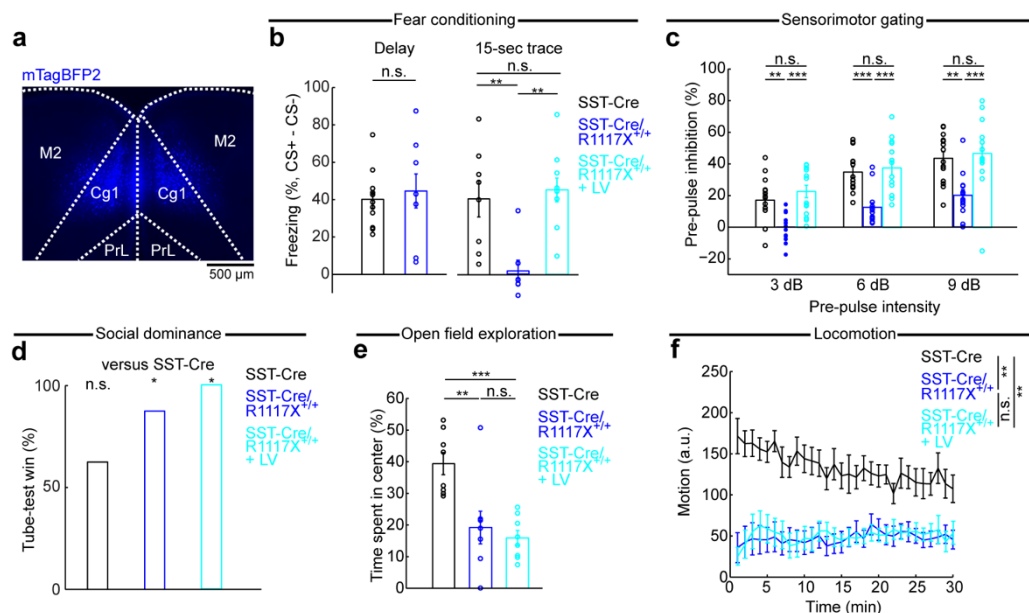 a
mTagBFP2
M2
M2
Cg1
Cg1
PrL
PrL
500 µm
Fear conditioning
b
Delay
15-sec trace
n.s.
n.s.
**
**
Freezing (%, CS+ - CS-)
100
80
60
40
20
0
SST-Cre
SST-Cre/
R1117X+/+
SST-Cre/
R1117X+/+
+ LV
Sensorimotor gating
c
n.s.
n.s.
n.s.
** ***
*** ***
** ***
Pre-pulse inhibition (%)
100
80
60
40
20
0
−20
3 dB
6 dB
9 dB
Pre-pulse intensity
Social dominance
d
versus SST-Cre
n.s.
*
*
Tube-test win (%)
100
50
0
SST-Cre
SST-Cre/
R1117X+/+
SST-Cre/
R1117X+/+
+ LV
Open field exploration
e
***
**
n.s.
Time spent in center (%)
60
50
40
30
20
10
0
SST-Cre
SST-Cre/
R1117X+/+
SST-Cre/
R1117X+/+
+ LV
Locomotion
f
SST-Cre
SST-Cre/
R1117X+/+
SST-Cre/
R1117X+/+
+ LV
**
n.s.
**
Motion (a.u.)
250
200
150
100
50
0
0
5
10
15
20
25
30
Time (min)